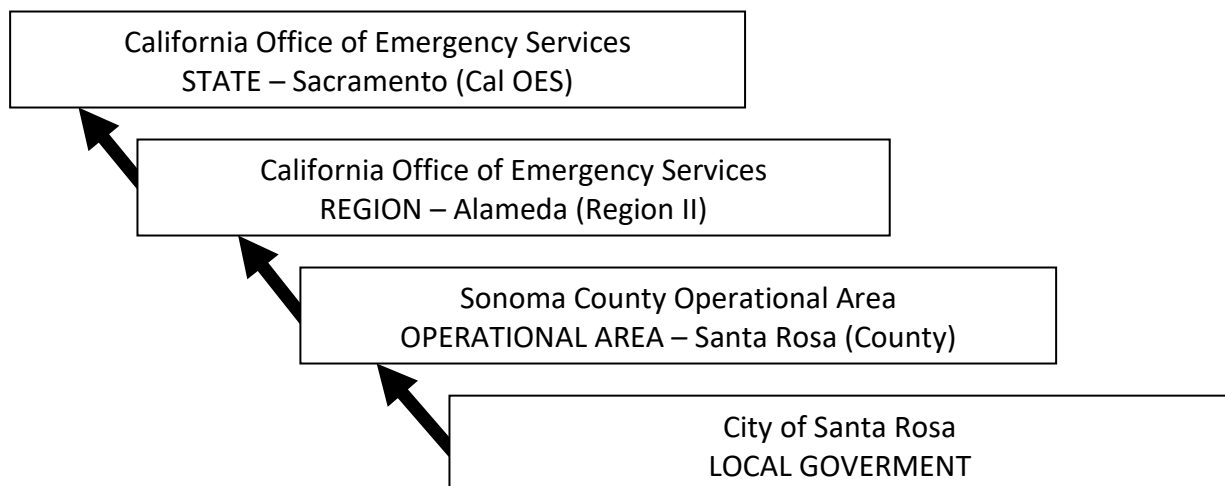 California Office of Emergency Services
STATE – Sacramento (Cal OES)
California Office of Emergency Services
REGION – Alameda (Region II)
Sonoma County Operational Area
OPERATIONAL AREA – Santa Rosa (County)
City of Santa Rosa
LOCAL GOVERMENT